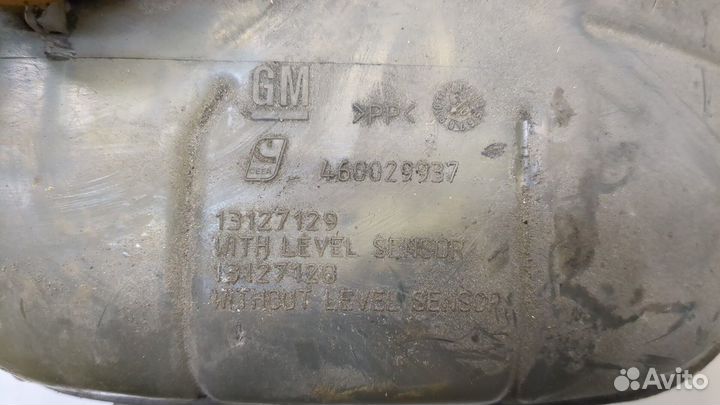 GM >PP<
460029937
13127129
WITH LEVEL SENSOR
13127128
WITHOUT LEVEL SENSOR
Avito